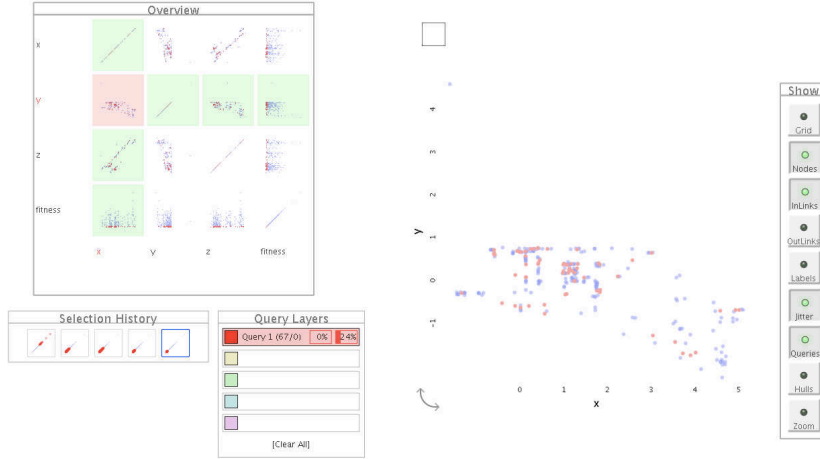 Overview
x
y
z
fitness
x
y
z
fitness
Selection History
Query Layers
Query 1 (67/0) 0% 24%
[Clear All]
y
4
3
2
1
0
-1
0 1 2 3 4 5
x
Show
Grid
Nodes
InLinks
OutLinks
Labels
Jitter
Queries
Hulls
Zoom